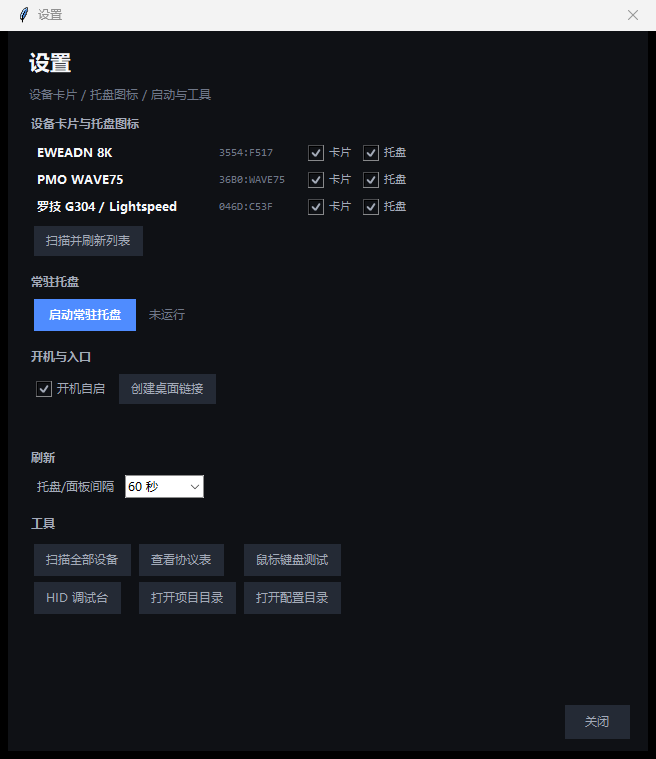 设置
设置
设备卡片 / 托盘图标 / 启动与工具
设备卡片与托盘图标
EWEADN 8K 3554:F517 卡片 托盘
PMO WAVE75 36B0:WAVE75 卡片 托盘
罗技 G304 / Lightspeed 046D:C53F 卡片 托盘
扫描并刷新列表
常驻托盘
启动常驻托盘 未运行
开机与入口
开机自启 创建桌面链接
刷新
托盘/面板间隔 60 秒
工具
扫描全部设备 查看协议表 鼠标键盘测试
HID 调试台 打开项目目录 打开配置目录
关闭